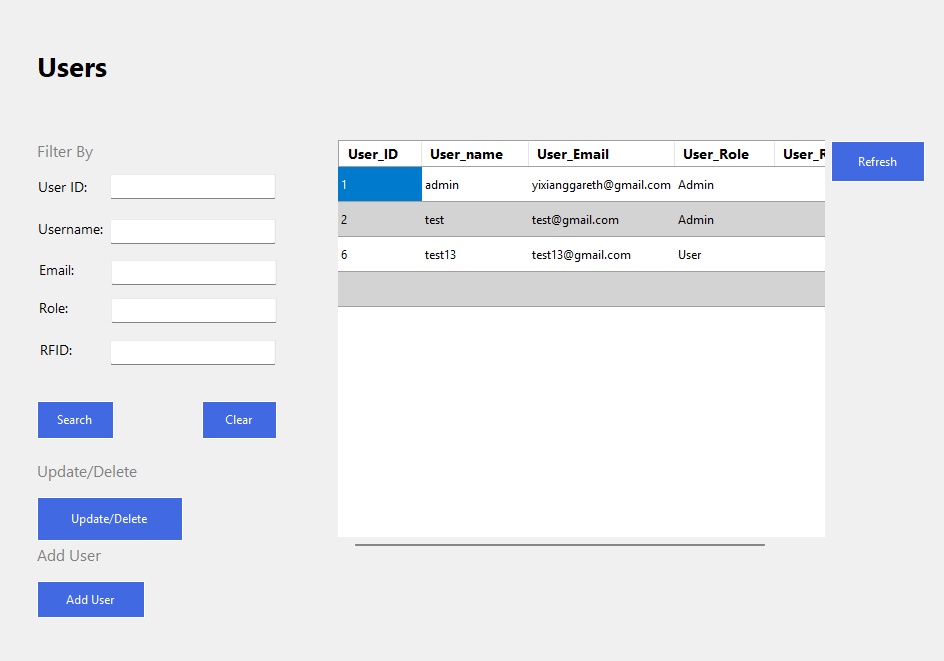 Users
Filter By
User ID:
Username:
Email:
Role:
RFID:
Search Clear
Update/Delete
Update/Delete
Add User
Add User
User_ID User_name User_Email User_Role User_R
1 admin yixianggareth@gmail.com Admin
2 test test@gmail.com Admin
6 test13 test13@gmail.com User
Refresh